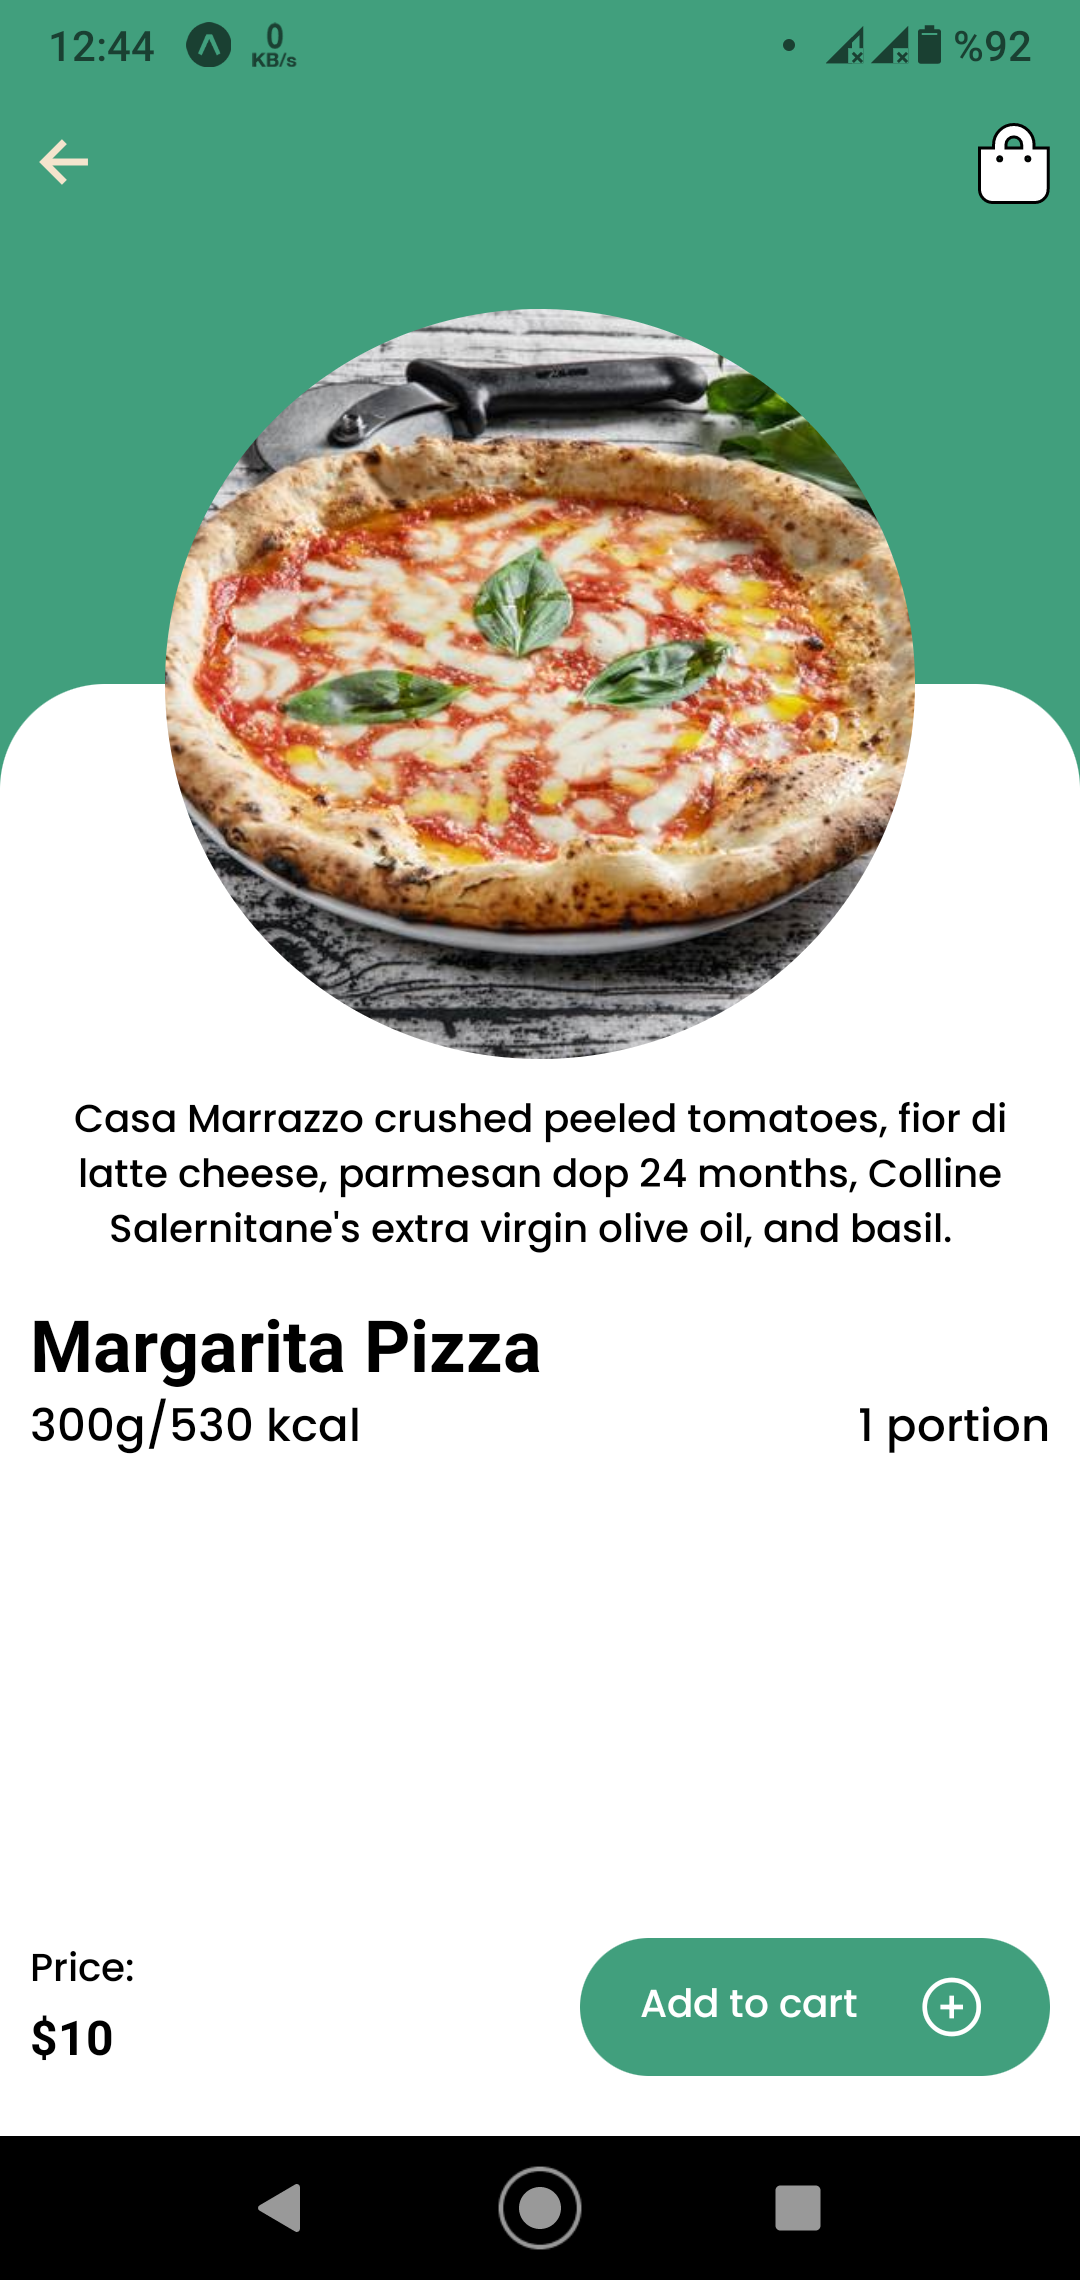 12:44 0 KB/s %92
Casa Marrazzo crushed peeled tomatoes, fior di
latte cheese, parmesan dop 24 months, Colline
Salernitane's extra virgin olive oil, and basil.
Margarita Pizza
300g/530 kcal 1 portion
Price:
$10
Add to cart